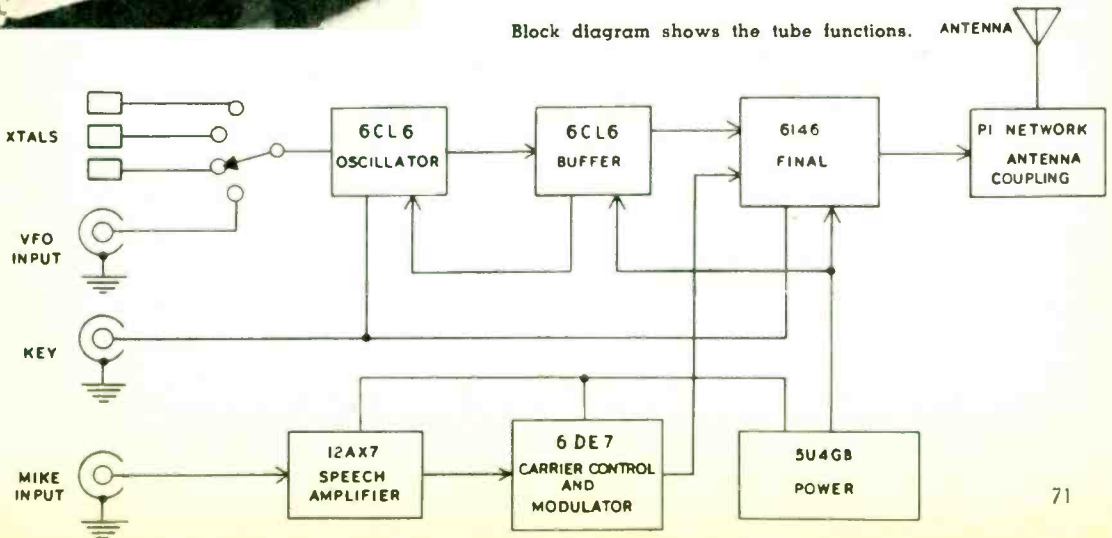 Block diagram shows the tube functions.
ANTENNA
XTALS
6CL6
OSCILLATOR
6CL6
BUFFER
6146
FINAL
PI NETWORK
ANTENNA
COUPLING
VFO
INPUT
KEY
MIKE
INPUT
12AX7
SPEECH
AMPLIFIER
6DE7
CARRIER CONTROL
AND
MODULATOR
5U4GB
POWER
71